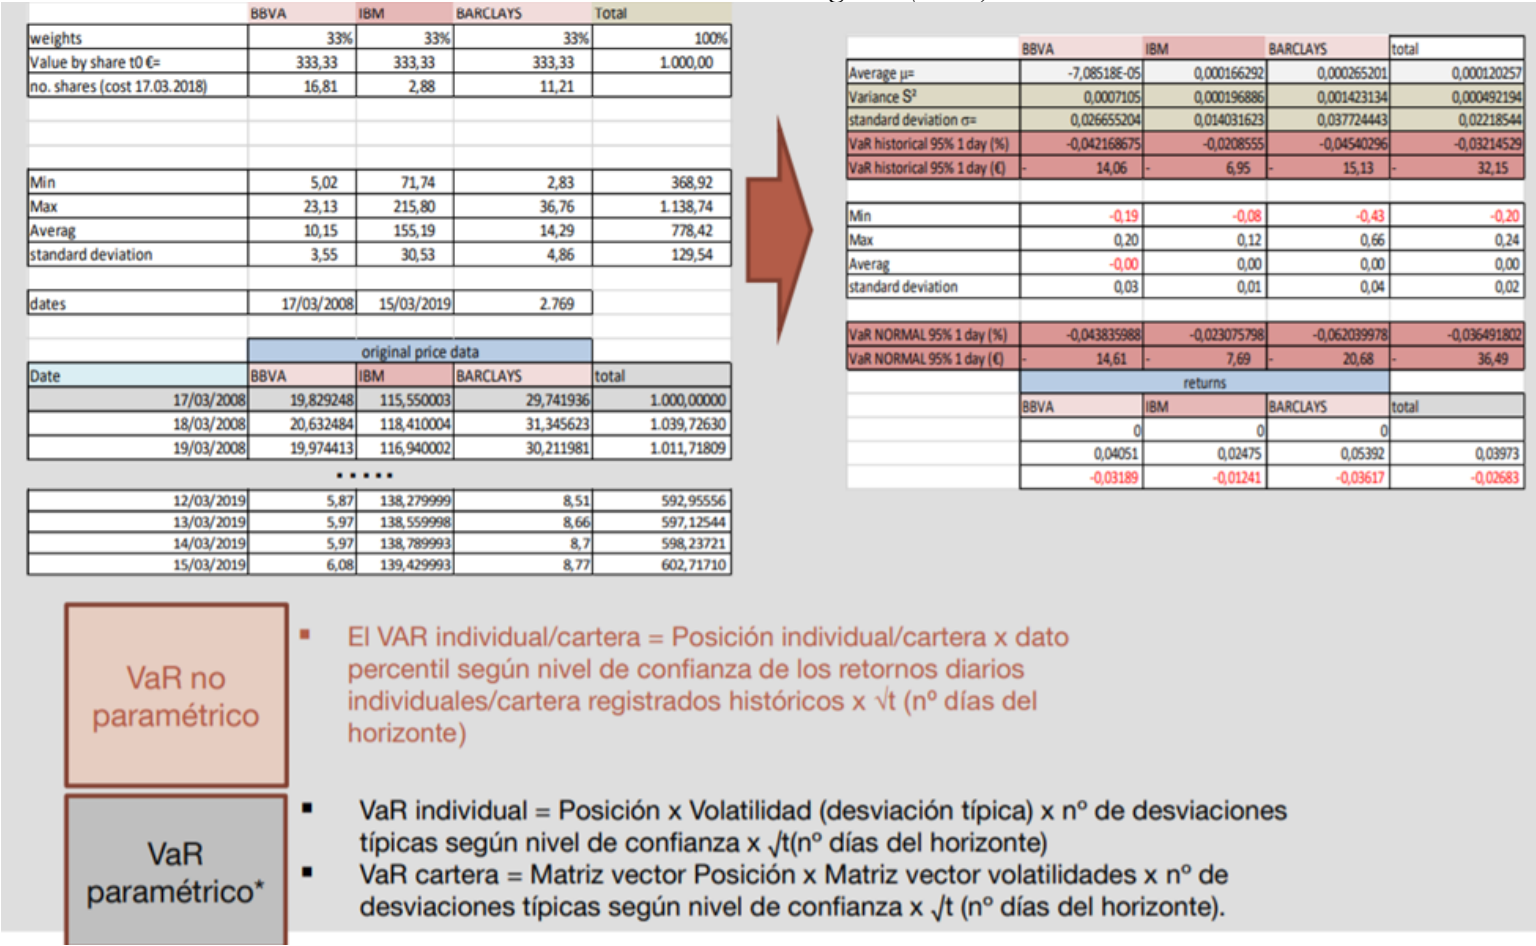 BBVA IBM BARCLAYS Total
weights 33% 33% 33% 100%
Value by share t0 €= 333,33 333,33 333,33 1.000,00
no. shares (cost 17.03.2018) 16,81 2,88 11,21
Min 5,02 71,74 2,83 368,92
Max 23,13 215,80 36,76 1.138,74
Averag 10,15 155,19 14,29 778,42
standard deviation 3,55 30,53 4,86 129,54
dates 17/03/2008 15/03/2019 2.769
original price data
Date BBVA IBM BARCLAYS total
17/03/2008 19,829248 115,550003 29,741936 1.000,00000
18/03/2008 20,632484 118,410004 31,345623 1.039,72630
19/03/2008 19,974413 116,940002 30,211981 1.011,71809
.....
12/03/2019 5,87 138,279999 8,51 592,95556
13/03/2019 5,97 138,559998 8,66 597,12544
14/03/2019 5,97 138,789993 8,7 598,23721
15/03/2019 6,08 139,429993 8,77 602,71710
BBVA IBM BARCLAYS total
Average μ= -7,08518E-05 0,000166292 0,000265201 0,000120257
Variance S² 0,0007105 0,000196886 0,001423134 0,000492194
standard deviation σ= 0,026655204 0,014031623 0,037724443 0,02218544
VaR historical 95% 1 day (%) -0,042168675 -0,0208555 -0,04540296 -0,03214529
VaR historical 95% 1 day (€) - 14,06 - 6,95 - 15,13 - 32,15
Min -0,19 -0,08 -0,43 -0,20
Max 0,20 0,12 0,66 0,24
Averag -0,00 0,00 0,00 0,00
standard deviation 0,03 0,01 0,04 0,02
VaR NORMAL 95% 1 day (%) -0,043835988 -0,023075798 -0,062039978 -0,036491802
VaR NORMAL 95% 1 day (€) - 14,61 - 7,69 - 20,68 - 36,49
returns
BBVA IBM BARCLAYS total
0 0 0
0,04051 0,02475 0,05392 0,03973
-0,03189 -0,01241 -0,03617 -0,02683
VaR no
paramétrico
▪ El VAR individual/cartera = Posición individual/cartera x dato
percentil según nivel de confianza de los retornos diarios
individuales/cartera registrados históricos x √t (nº días del
horizonte)
VaR
paramétrico*
▪ VaR individual = Posición x Volatilidad (desviación típica) x nº de desviaciones
típicas según nivel de confianza x √t(nº días del horizonte)
▪ VaR cartera = Matriz vector Posición x Matriz vector volatilidades x nº de
desviaciones típicas según nivel de confianza x √t (nº días del horizonte).